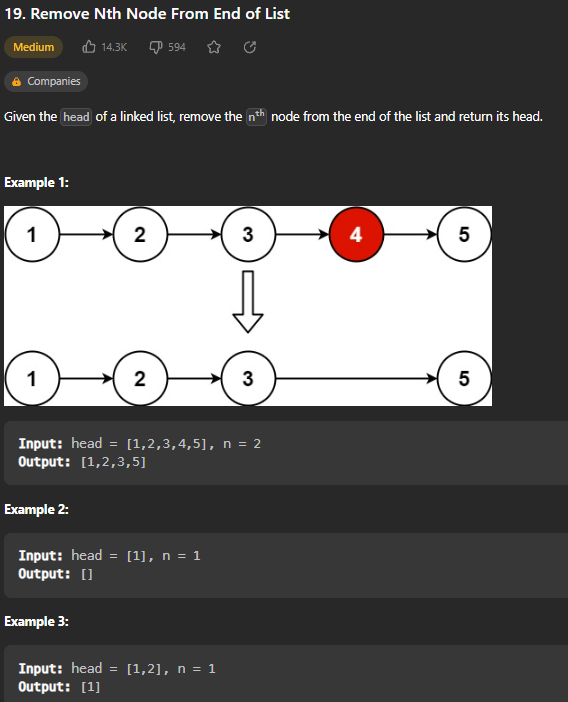 19. Remove Nth Node From End of List
Medium 14.3K 594
Companies
Given the head of a linked list, remove the nth node from the end of the list and return its head.
Example 1:
1 2 3 4 5
1 2 3 5
Input: head = [1,2,3,4,5], n = 2
Output: [1,2,3,5]
Example 2:
Input: head = [1], n = 1
Output: []
Example 3:
Input: head = [1,2], n = 1
Output: [1]